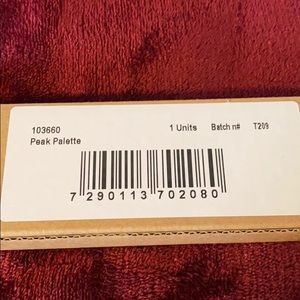 103660 1 Units Batch n# T209
Peak Palette
7 290113 702080